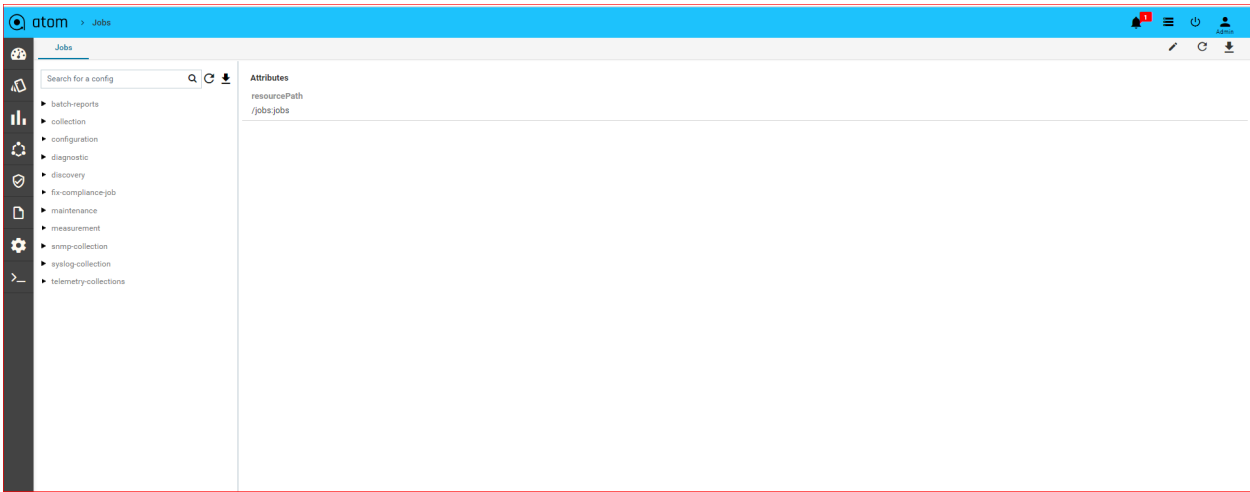 atom > Jobs
1
Admin
Jobs
Search for a config
batch-reports
collection
configuration
diagnostic
discovery
fix-compliance-job
maintenance
measurement
snmp-collection
syslog-collection
telemetry-collections
Attributes
resourcePath
/jobs:jobs